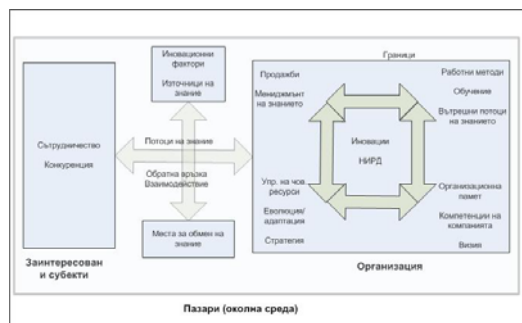 Граници
Иновационни
фактори
Източници на
знание
Продажби
Мениджмънт
на знанието
Работни методи
Обучение
Вътрешни потоци
на знанието
Сътрудничество
Конкуренция
Потоци на знание
Обратна връзка
Взаимодействие
Иновации
НИРД
Упр. на чов
ресурси
Еволюция/
адаптация
Стратегия
Организационна
памет
Компетенции на
компанията
Визия
Места за обмен на
знание
Заинтересован
и субекти
Организация
Пазари (околна среда)